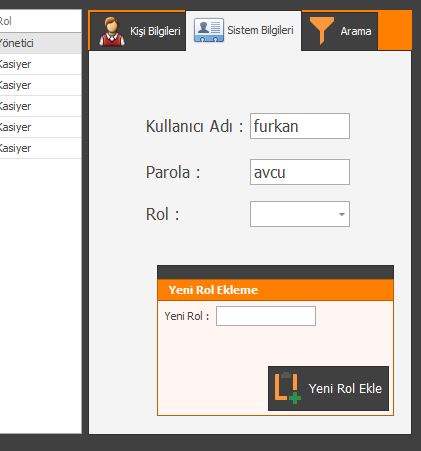 Rol
Yönetici
Kasiyer
Kasiyer
Kasiyer
Kasiyer
Kasiyer
Kişi Bilgileri
Sistem Bilgileri
Arama
Kullanıcı Adı : furkan
Parola : avcu
Rol :
Yeni Rol Ekleme
Yeni Rol :
Yeni Rol Ekle